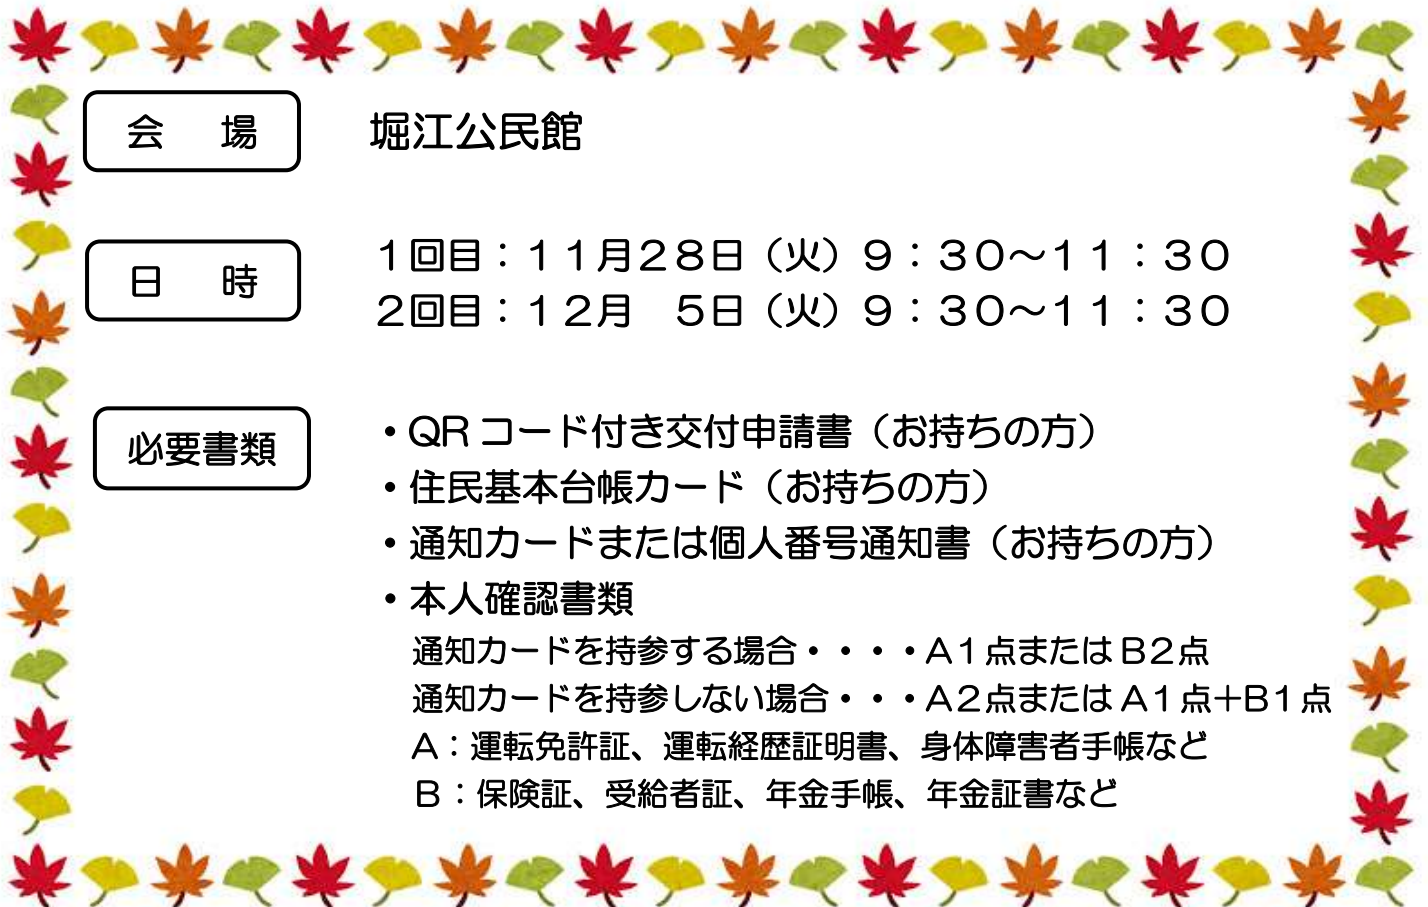 会　場　堀江公民館
日　時　１回目：１１月２８日（火）９：３０～１１：３０
２回目：１２月　５日（火）９：３０～１１：３０
必要書類　・QRコード付き交付申請書（お持ちの方）
・住民基本台帳カード（お持ちの方）
・通知カードまたは個人番号通知書（お持ちの方）
・本人確認書類
通知カードを持参する場合・・・・A１点またはB２点
通知カードを持参しない場合・・・A２点またはA１点＋B１点
A：運転免許証、運転経歴証明書、身体障害者手帳など
B：保険証、受給者証、年金手帳、年金証書など